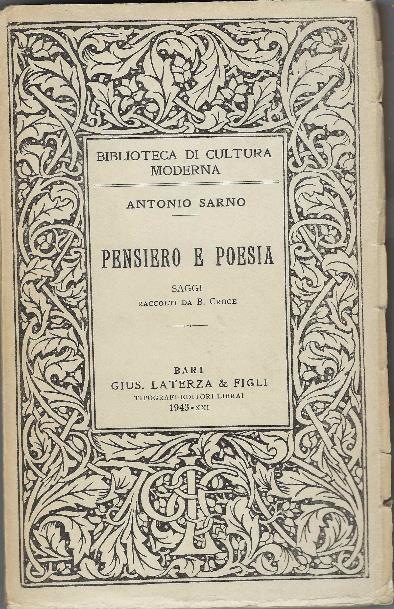 BIBLIOTECA DI CULTURA
MODERNA
ANTONIO SARNO
PENSIERO E POESIA
SAGGI
RACCOLTI DA B. CROCE
BARI
GIUS. LATERZA & FIGLI
TIPOGRAFI-EDITORI-LIBRAI
1943-XXI